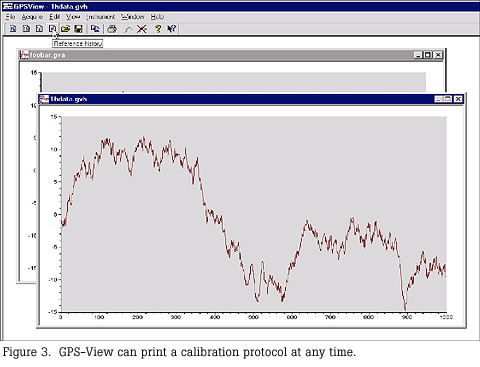 GPSView - 1hdata.gvh
File Acquire Edit View Instrument Window Help
Reference history
foobar.gva
15
10
1hdata.gvh
15
10
5
0
-5
-10
-15
0 100 200 300 400 500 600 700 800 900 1000
Figure 3. GPS–View can print a calibration protocol at any time.